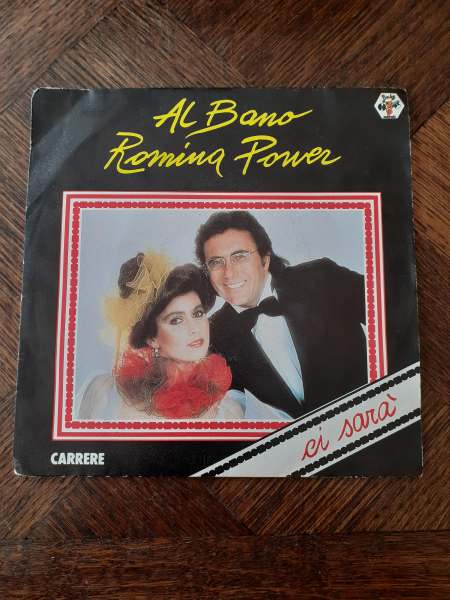 Al Bano
Romina Power
ci sarà
CARRERE